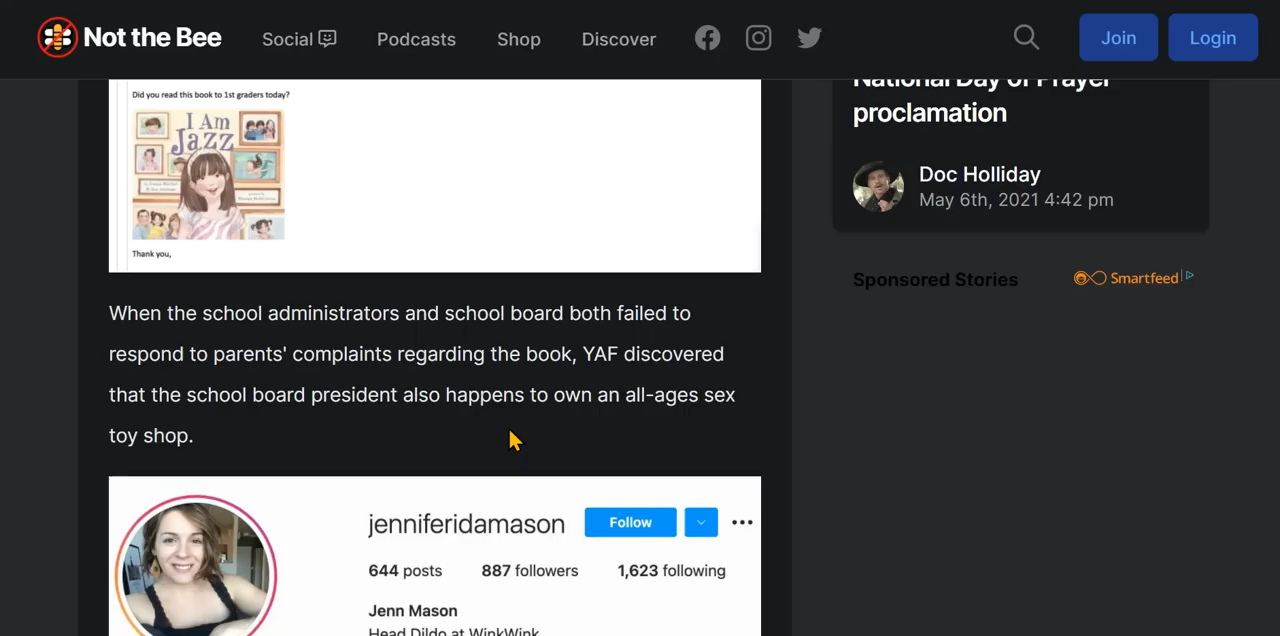 Not the Bee
Social
Podcasts
Shop
Discover
Join
Login
Did you read this book to 1st graders today?
I Am
Jazz
Thank you,
When the school administrators and school board both failed to
respond to parents' complaints regarding the book, YAF discovered
that the school board president also happens to own an all-ages sex
toy shop.
jenniferidamason
Follow
644 posts
887 followers
1,623 following
Jenn Mason
Head Dildo at WinkWink
National Day of Prayer
proclamation
Doc Holliday
May 6th, 2021 4:42 pm
Sponsored Stories
Smartfeed